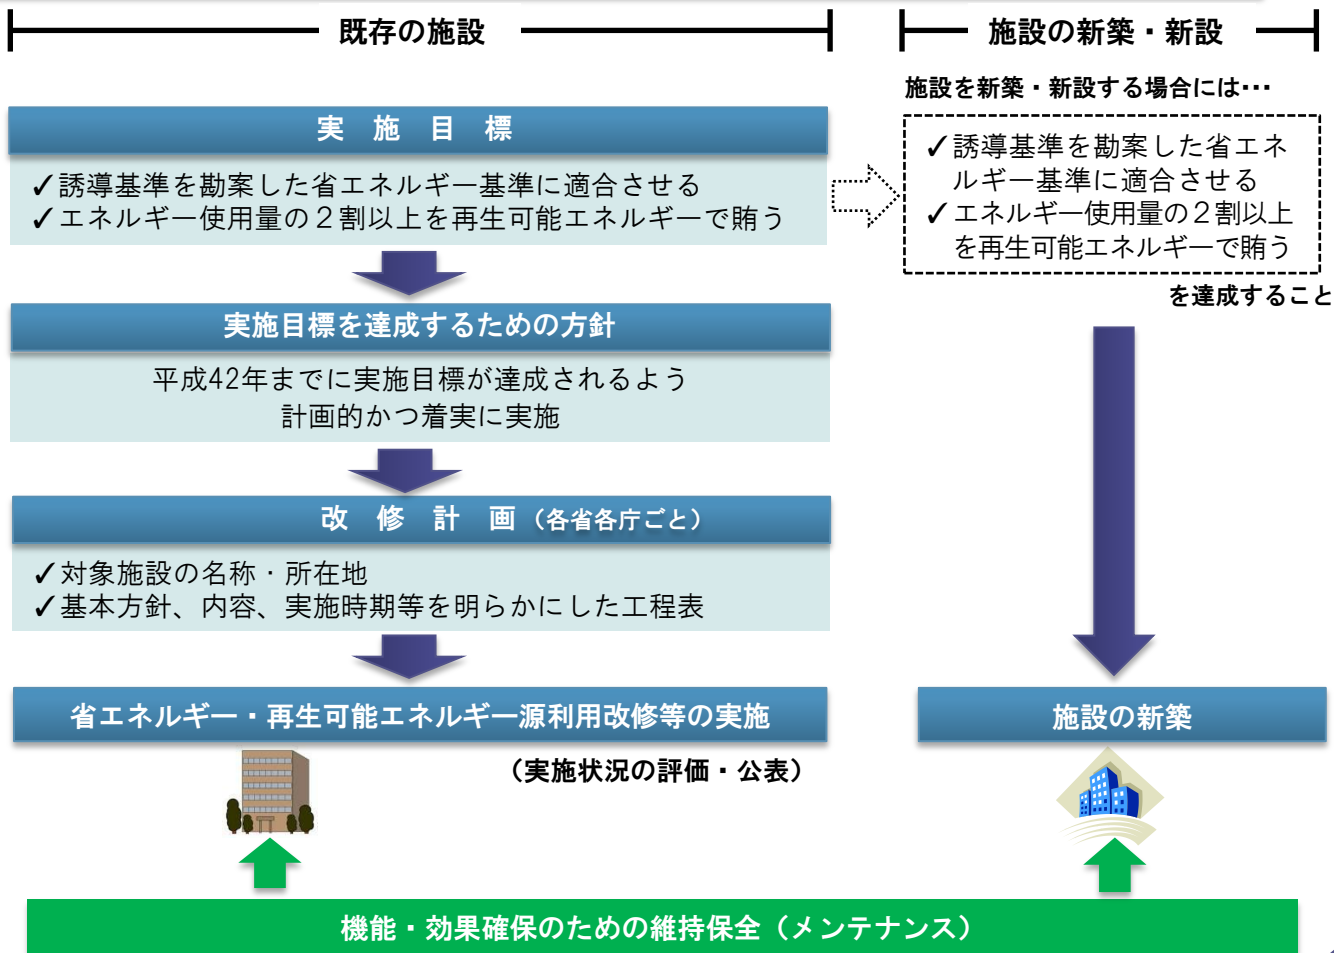 既存の施設
施設の新築・新設
施設を新築・新設する場合には･･･
実　施　目　標
✓誘導基準を勘案した省エネルギー基準に適合させる
✓エネルギー使用量の２割以上を再生可能エネルギーで賄う
✓誘導基準を勘案した省エネ
ルギー基準に適合させる
✓エネルギー使用量の２割以上
を再生可能エネルギーで賄う
を達成すること
実施目標を達成するための方針
平成42年までに実施目標が達成されるよう
計画的かつ着実に実施
改　修　計　画（各省各庁ごと）
✓対象施設の名称・所在地
✓基本方針、内容、実施時期等を明らかにした工程表
省エネルギー・再生可能エネルギー源利用改修等の実施
施設の新築
（実施状況の評価・公表）
機能・効果確保のための維持保全（メンテナンス）